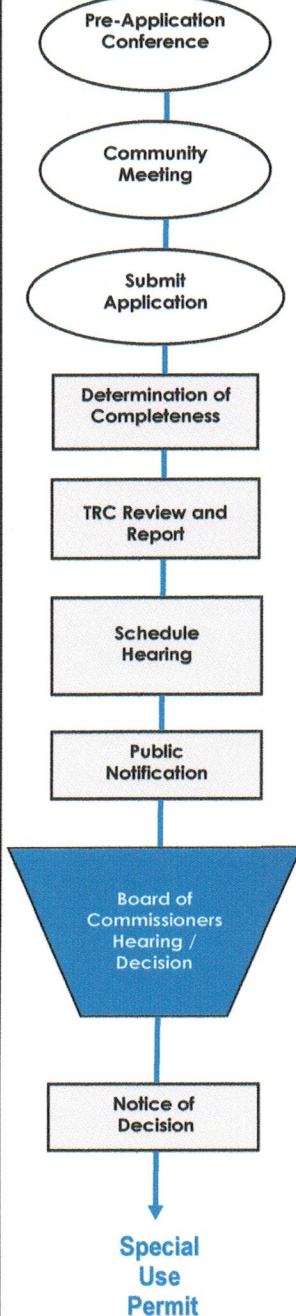 Pre-Application
Conference
Community
Meeting
Submit
Application
Determination of
Completeness
TRC Review and
Report
Schedule
Hearing
Public
Notification
Board of
Commissioners
Hearing /
Decision
Notice of
Decision
Special
Use
Permit